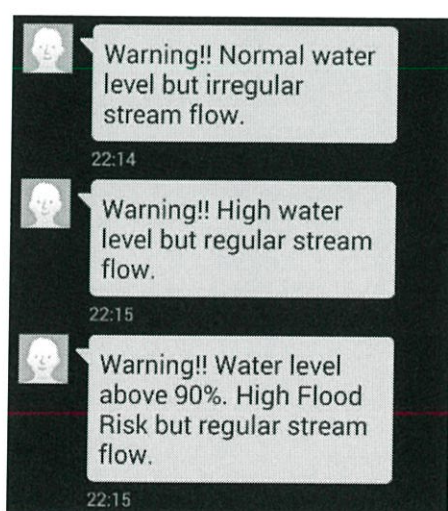 Warning!! Normal water
level but irregular
stream flow.
22:14
Warning!! High water
level but regular stream
flow.
22:15
Warning!! Water level
above 90%. High Flood
Risk but regular stream
flow.
22:15